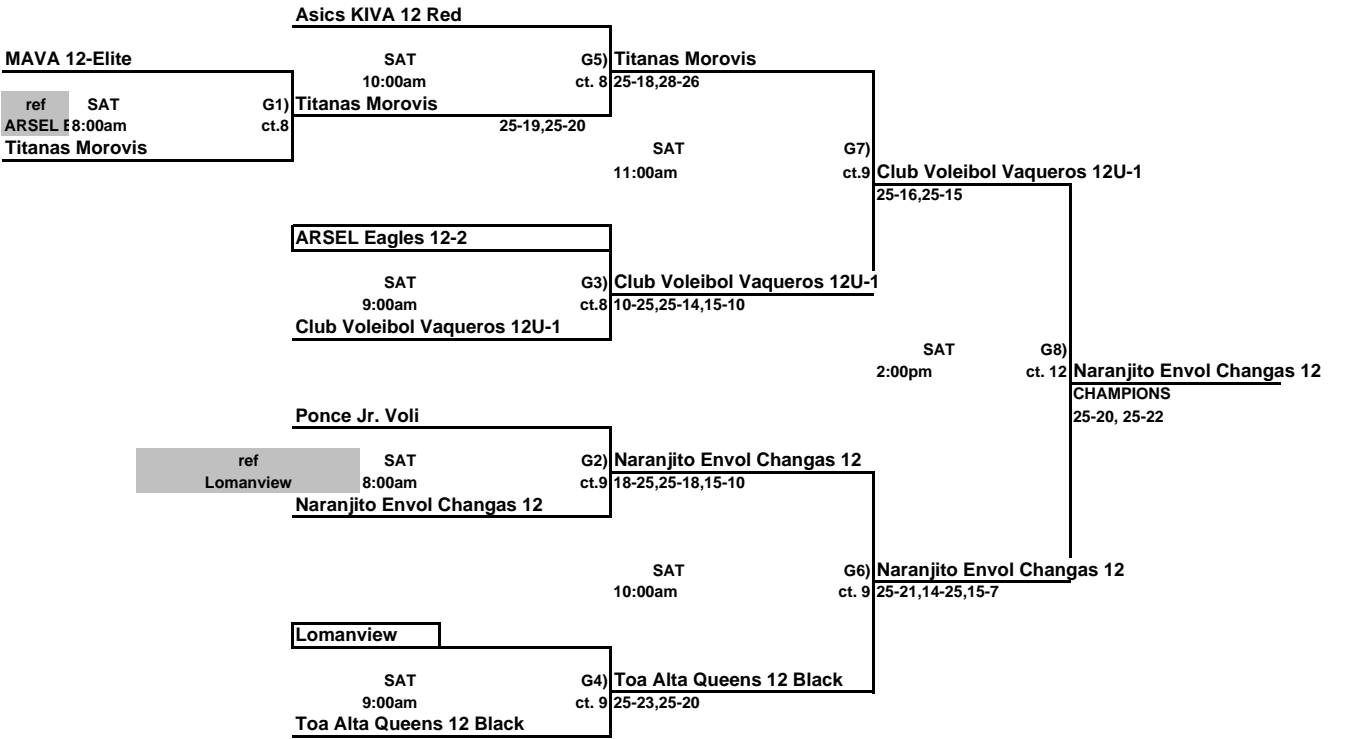 Asics KIVA 12 Red
MAVA 12-Elite SAT G5) Titanas Morovis
10:00am ct. 8 25-18,28-26
ref SAT G1) Titanas Morovis
ARSEL E 8:00am ct.8 25-19,25-20
Titanas Morovis SAT G7)
11:00am ct.9 Club Voleibol Vaqueros 12U-1
25-16,25-15
ARSEL Eagles 12-2
SAT G3) Club Voleibol Vaqueros 12U-1
9:00am ct.8 10-25,25-14,15-10
Club Voleibol Vaqueros 12U-1
SAT G8)
2:00pm ct. 12 Naranjito Envol Changas 12
CHAMPIONS
Ponce Jr. Voli 25-20, 25-22
ref SAT G2) Naranjito Envol Changas 12
Lomanview 8:00am ct.9 18-25,25-18,15-10
Naranjito Envol Changas 12
SAT G6) Naranjito Envol Changas 12
10:00am ct. 9 25-21,14-25,15-7
Lomanview
SAT G4) Toa Alta Queens 12 Black
9:00am ct. 9 25-23,25-20
Toa Alta Queens 12 Black